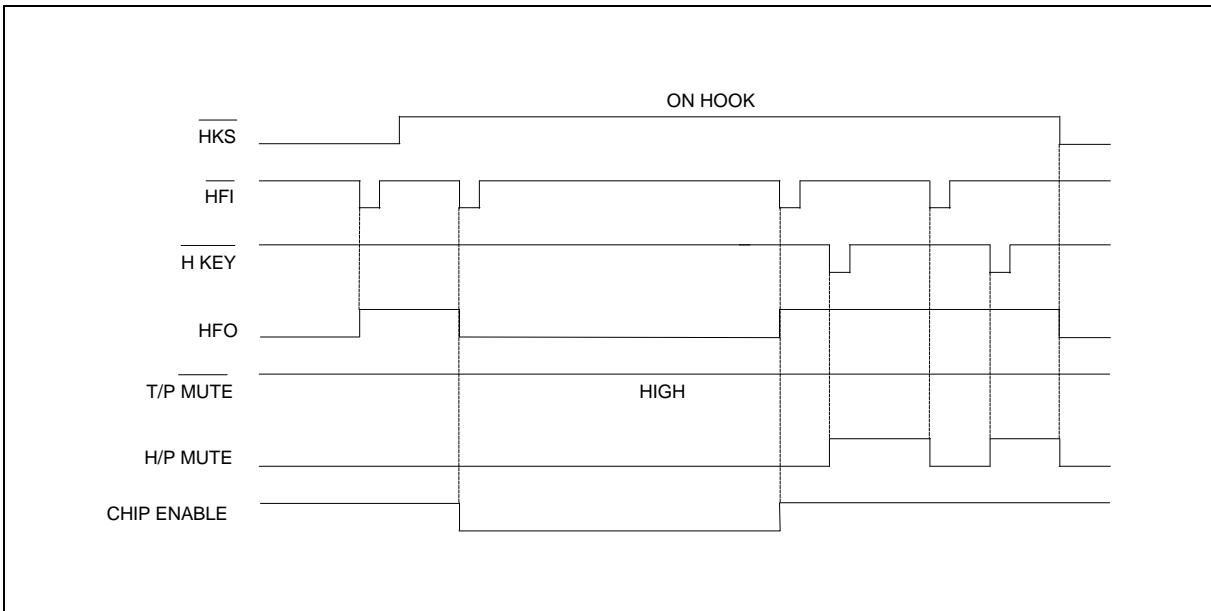 ON HOOK
HKS
HFI
H KEY
HFO
T/P MUTE
HIGH
H/P MUTE
CHIP ENABLE